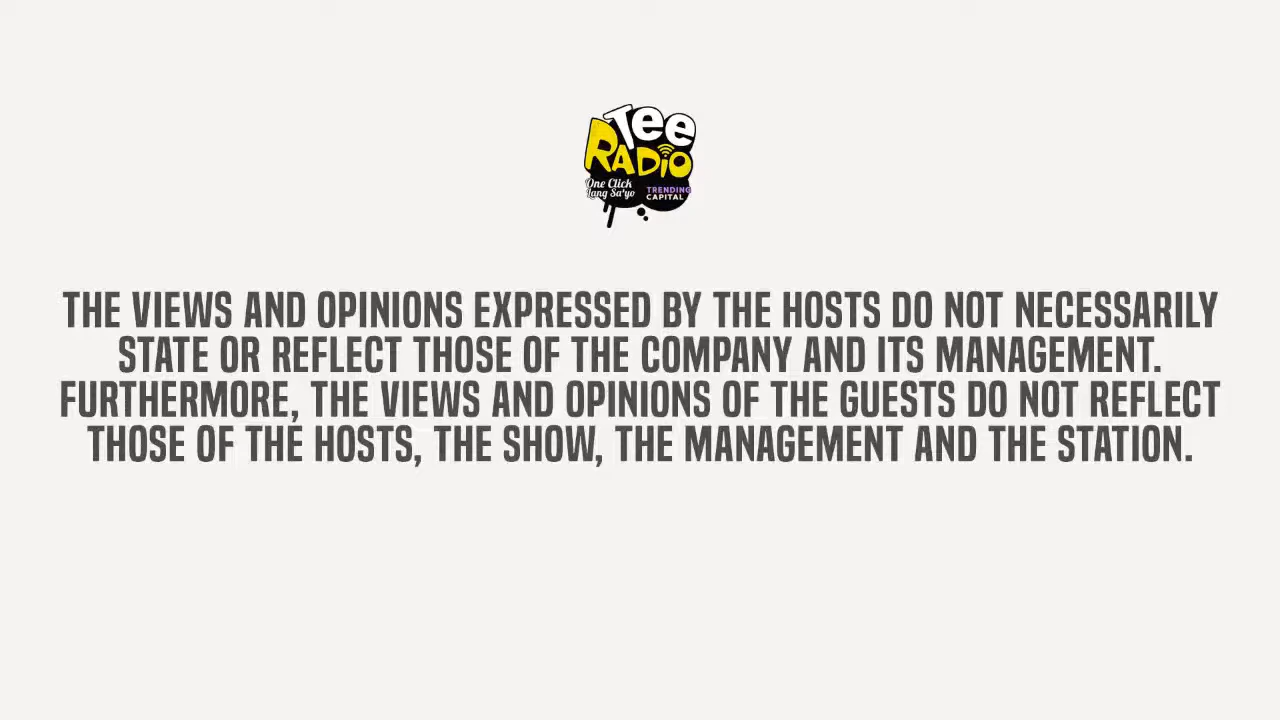 Tee
RADIO
One Click
Lang Sa'yo
TRENDING
CAPITAL
THE VIEWS AND OPINIONS EXPRESSED BY THE HOSTS DO NOT NECESSARILY
STATE OR REFLECT THOSE OF THE COMPANY AND ITS MANAGEMENT.
FURTHERMORE, THE VIEWS AND OPINIONS OF THE GUESTS DO NOT REFLECT
THOSE OF THE HOSTS, THE SHOW, THE MANAGEMENT AND THE STATION.